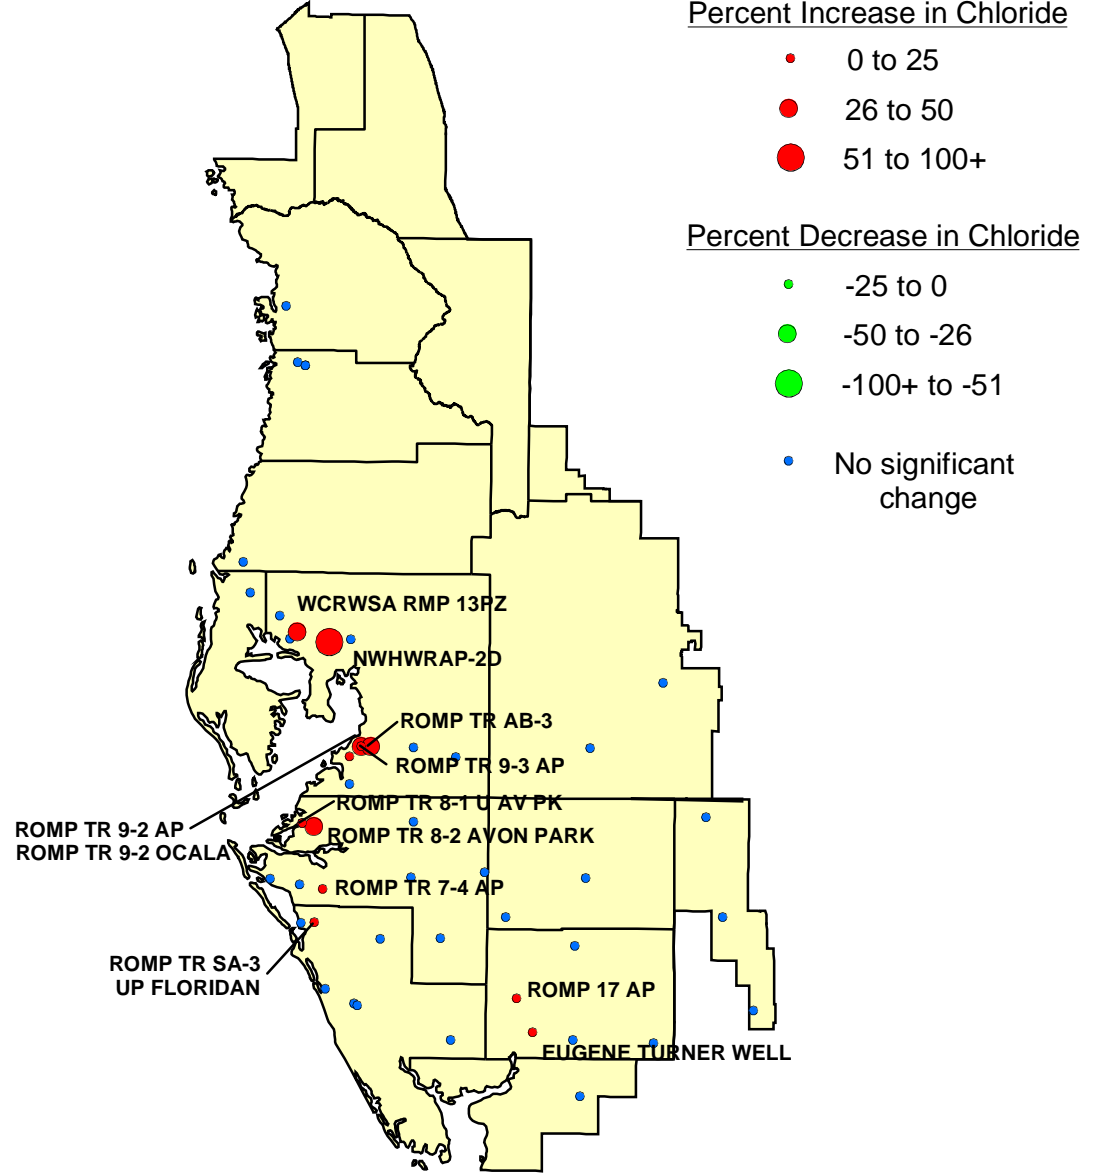 Percent Increase in Chloride
0 to 25
26 to 50
51 to 100+
Percent Decrease in Chloride
-25 to 0
-50 to -26
-100+ to -51
No significant
change
WCRWSA RMP 13PZ
NWHWRAP-2D
ROMP TR AB-3
ROMP TR 9-3 AP
ROMP TR 8-1 U AV PK
ROMP TR 9-2 AP
ROMP TR 9-2 OCALA
ROMP TR 8-2 AVON PARK
ROMP TR 7-4 AP
ROMP TR SA-3
UP FLORIDAN
ROMP 17 AP
EUGENE TURNER WELL